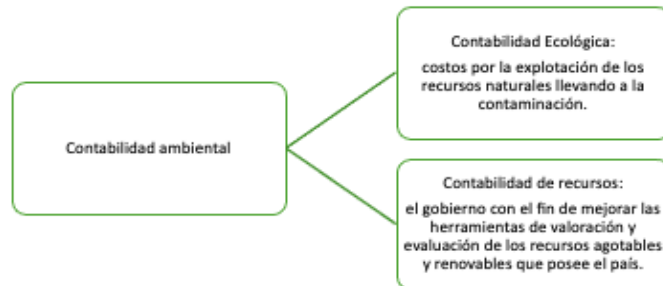 Contabilidad ambiental
Contabilidad Ecológica:
costos por la explotación de los
recursos naturales llevando a la
contaminación.
Contabilidad de recursos:
el gobierno con el fin de mejorar las
herramientas de valoración y
evaluación de los recursos agotables
y renovables que posee el país.